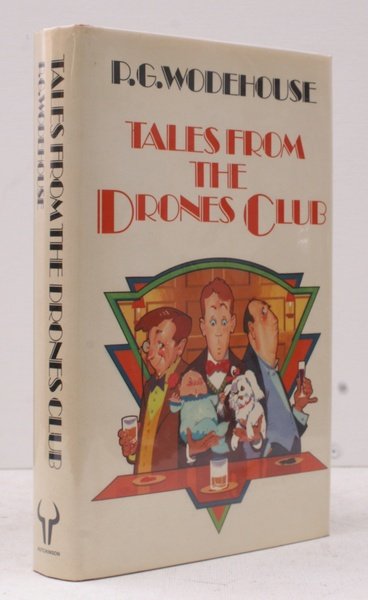 P.G.WODEHOUSE
TALES FROM
THE
DRONES CLUB
TALES FROM THE DRONES CLUB
P.G.WODEHOUSE
HUTCHINSON